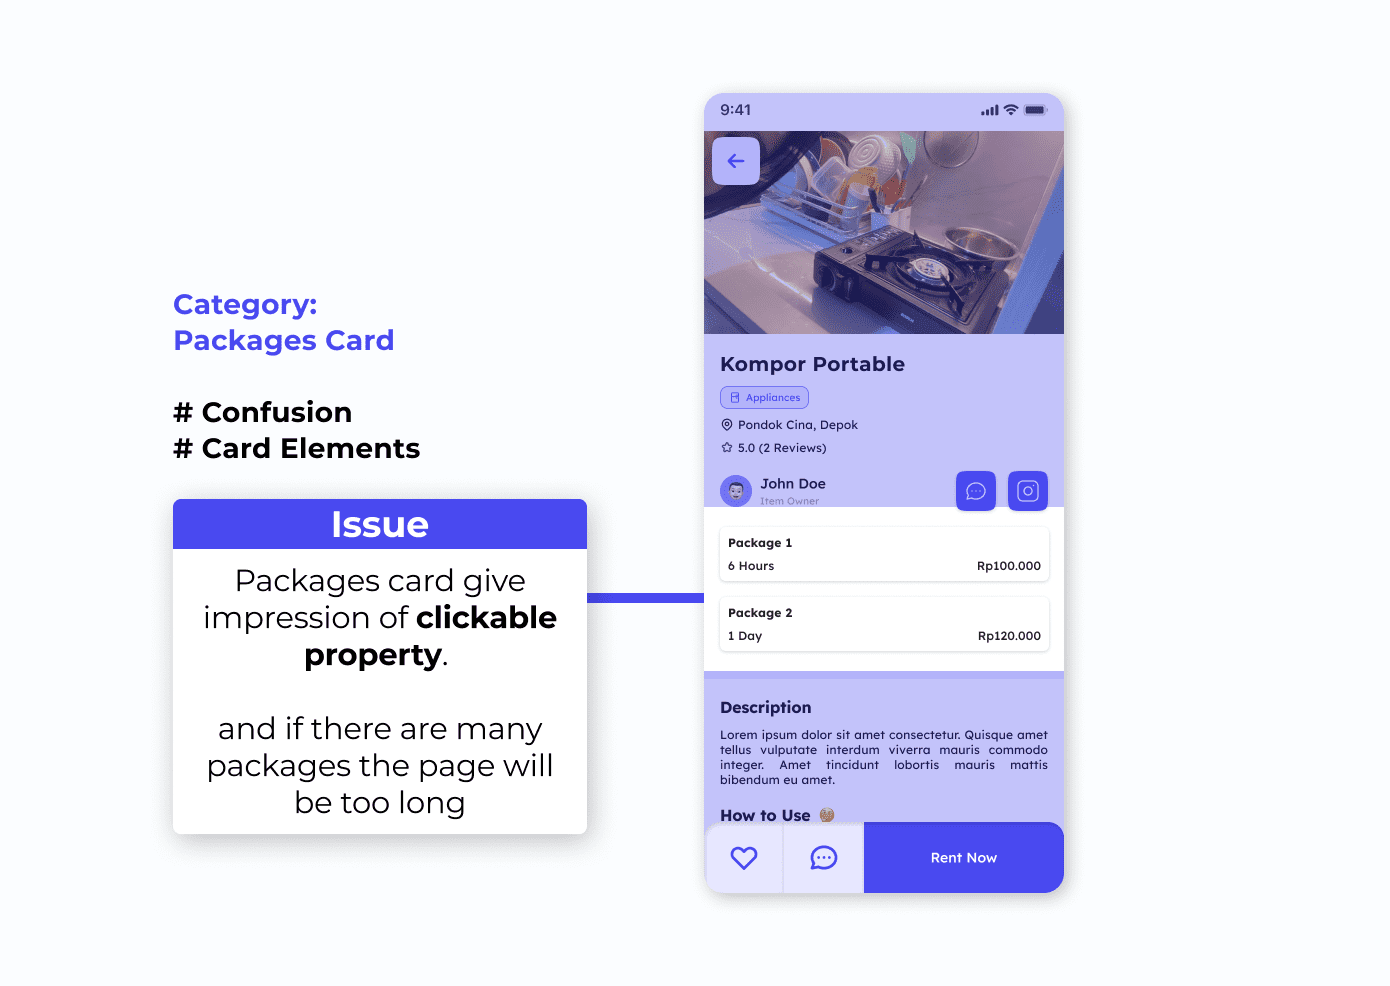 Category:
Packages Card
# Confusion
# Card Elements
Issue
Packages card give
impression of clickable
property.
and if there are many
packages the page will
be too long
9:41
Kompor Portable
Appliances
Pondok Cina, Depok
5.0 (2 Reviews)
John Doe
Item Owner
Package 1
6 Hours Rp100.000
Package 2
1 Day Rp120.000
Description
Lorem ipsum dolor sit amet consectetur. Quisque amet
tellus vulputate interdum viverra mauris commodo
integer. Amet tincidunt lobortis mauris mattis
bibendum eu amet.
How to Use
Rent Now